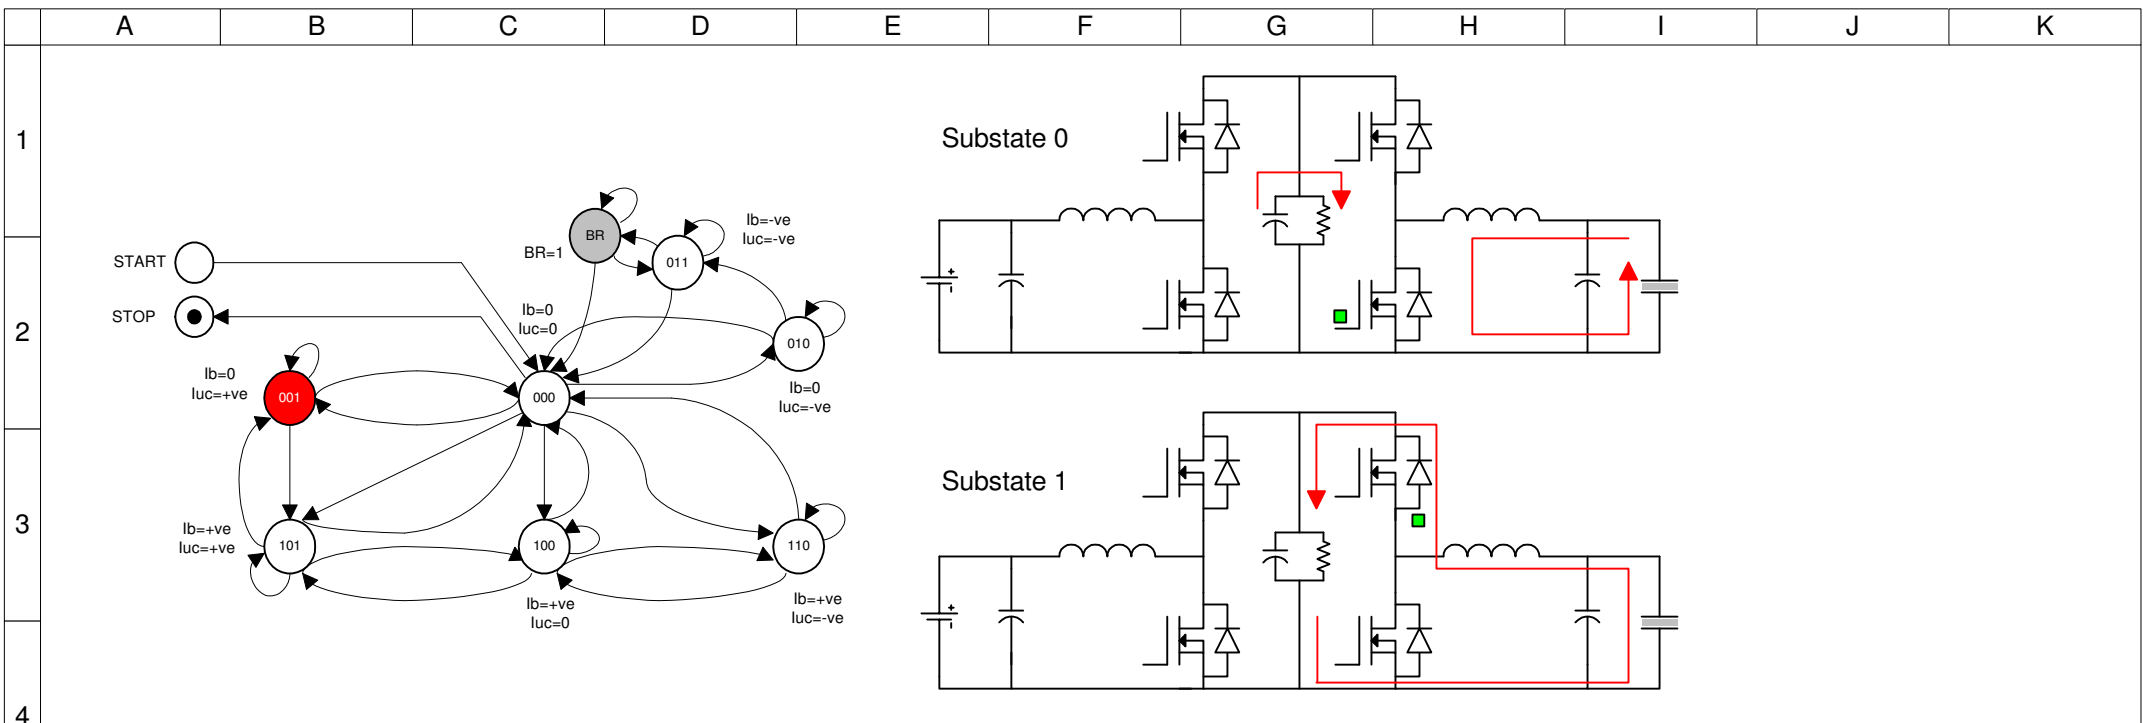 A B C D E F G H I J K
1
2
3
4
Substate 0
Substate 1
START
STOP
BR
BR=1
011
Ib=-ve
Iuc=-ve
010
Ib=0
Iuc=-ve
Ib=0
Iuc=0
000
Ib=0
Iuc=+ve
001
Ib=+ve
Iuc=+ve
101
100
Ib=+ve
Iuc=0
110
Ib=+ve
Iuc=-ve
+
+